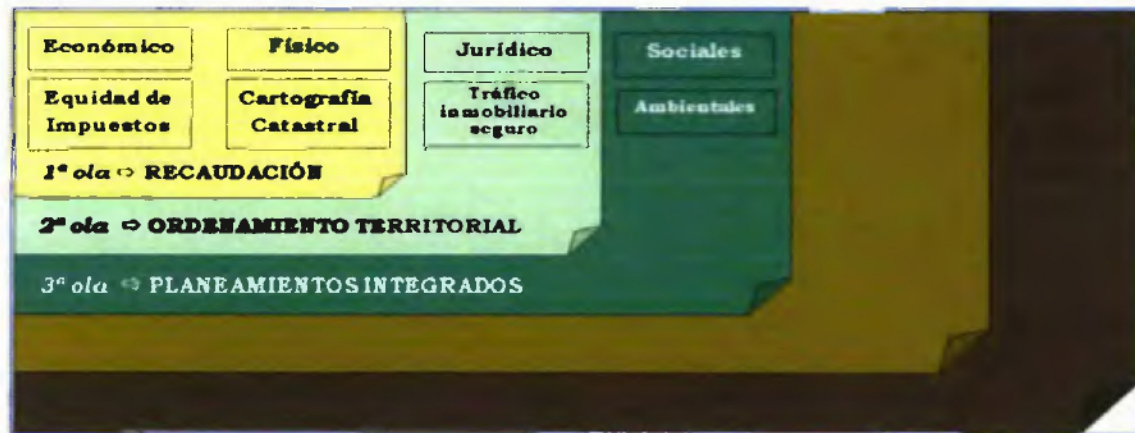 Económico
Físico
Jurídico
Sociales
Equidad de
Impuestos
Cartografía
Catastral
Tráfico
inmobiliario
seguro
Ambientales
1ª ola ⇨ RECAUDACIÓN
2ª ola ⇨ ORDENAMIENTO TERRITORIAL
3ª ola ⇨ PLANEAMIENTOS INTEGRADOS